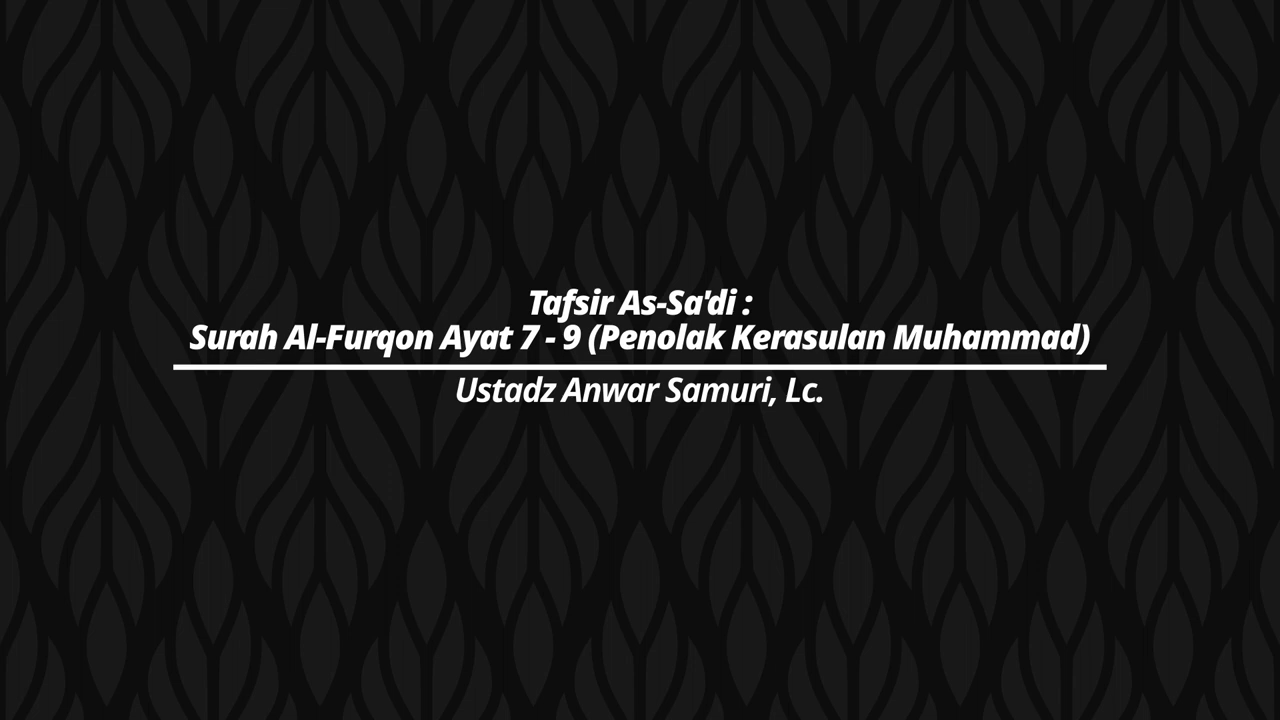 Tafsir As-Sa'di :
Surah Al-Furqon Ayat 7 - 9 (Penolak Kerasulan Muhammad)
Ustadz Anwar Samuri, Lc.